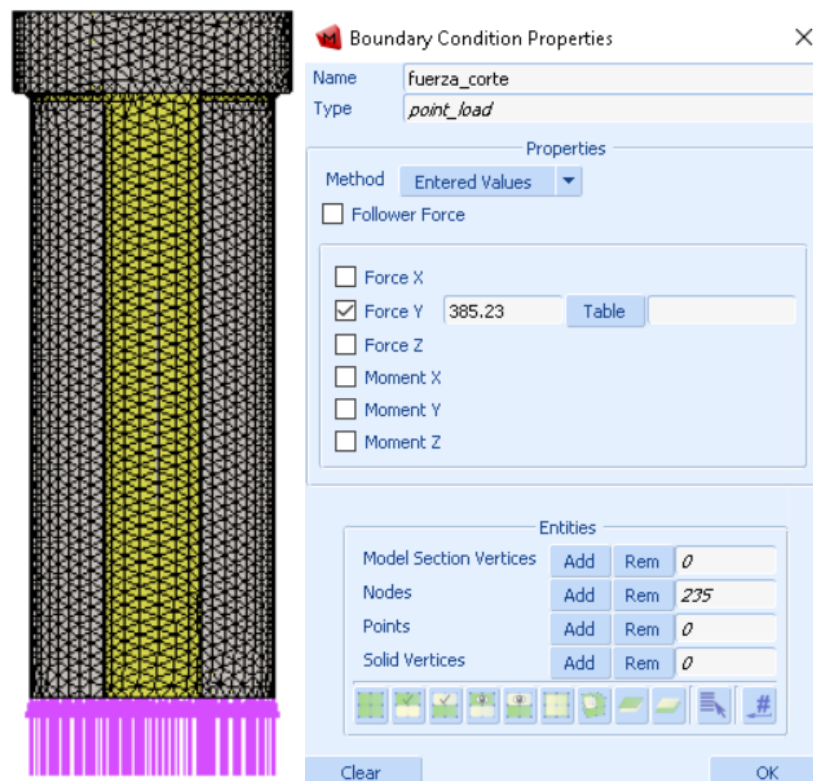 Boundary Condition Properties
Name fuerza_corte
Type point_load
Properties
Method Entered Values
Follower Force
Force X
Force Y 385.23 Table
Force Z
Moment X
Moment Y
Moment Z
Entities
Model Section Vertices Add Rem 0
Nodes Add Rem 235
Points Add Rem 0
Solid Vertices Add Rem 0
#
Clear OK